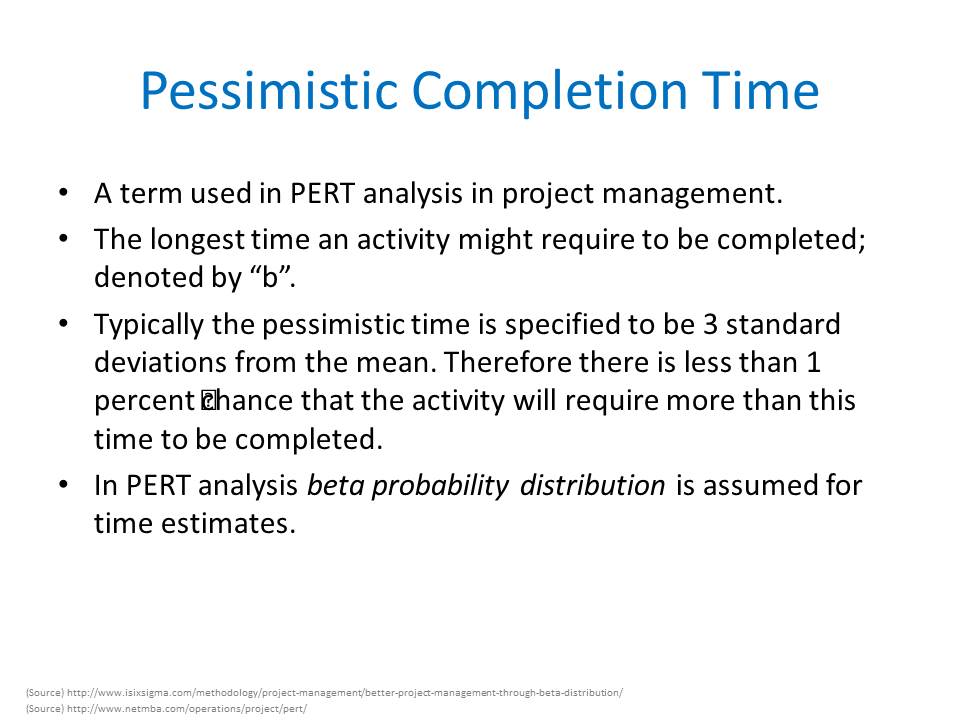 Pessimistic Completion Time
• A term used in PERT analysis in project management.
• The longest time an activity might require to be completed;
denoted by “b”.
• Typically the pessimistic time is specified to be 3 standard
deviations from the mean. Therefore there is less than 1
percent chance that the activity will require more than this
time to be completed.
• In PERT analysis beta probability distribution is assumed for
time estimates.
(Source) http://www.isixsigma.com/methodology/project-management/better-project-management-through-beta-distribution/
(Source) http://www.netmba.com/operations/project/pert/